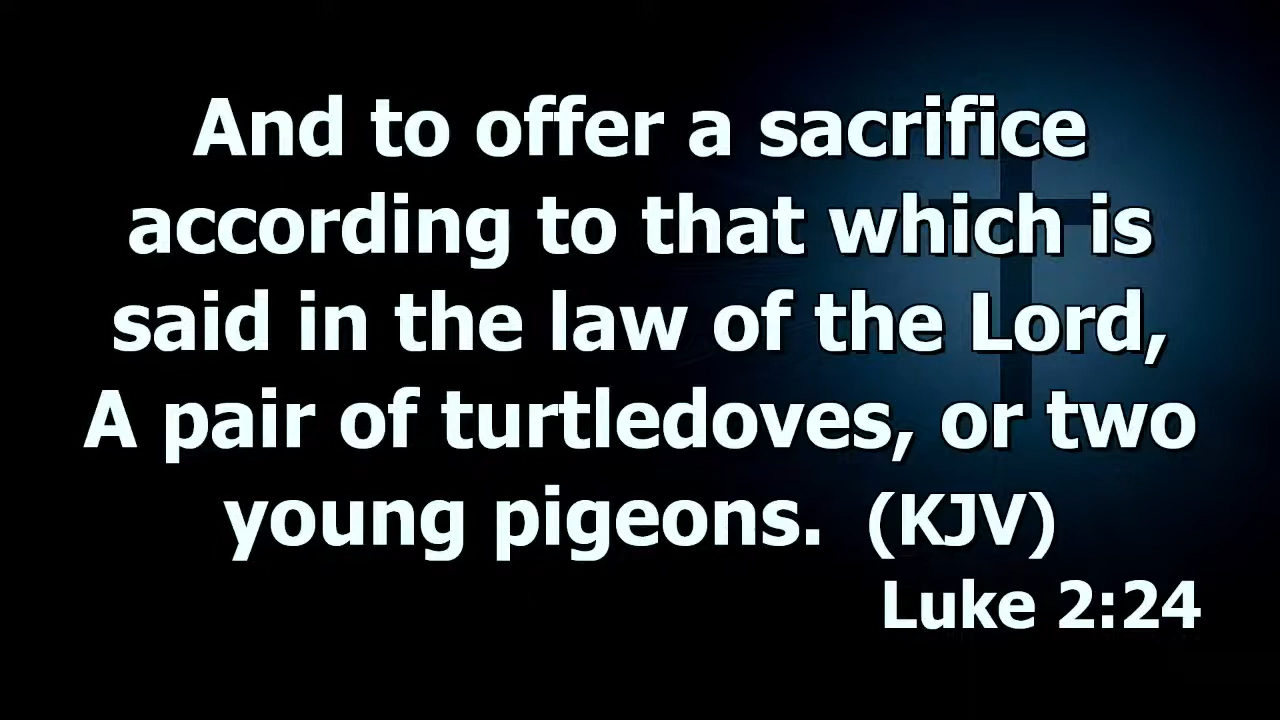 And to offer a sacrifice
according to that which is
said in the law of the Lord,
A pair of turtledoves, or two
young pigeons.  (KJV)
Luke 2:24